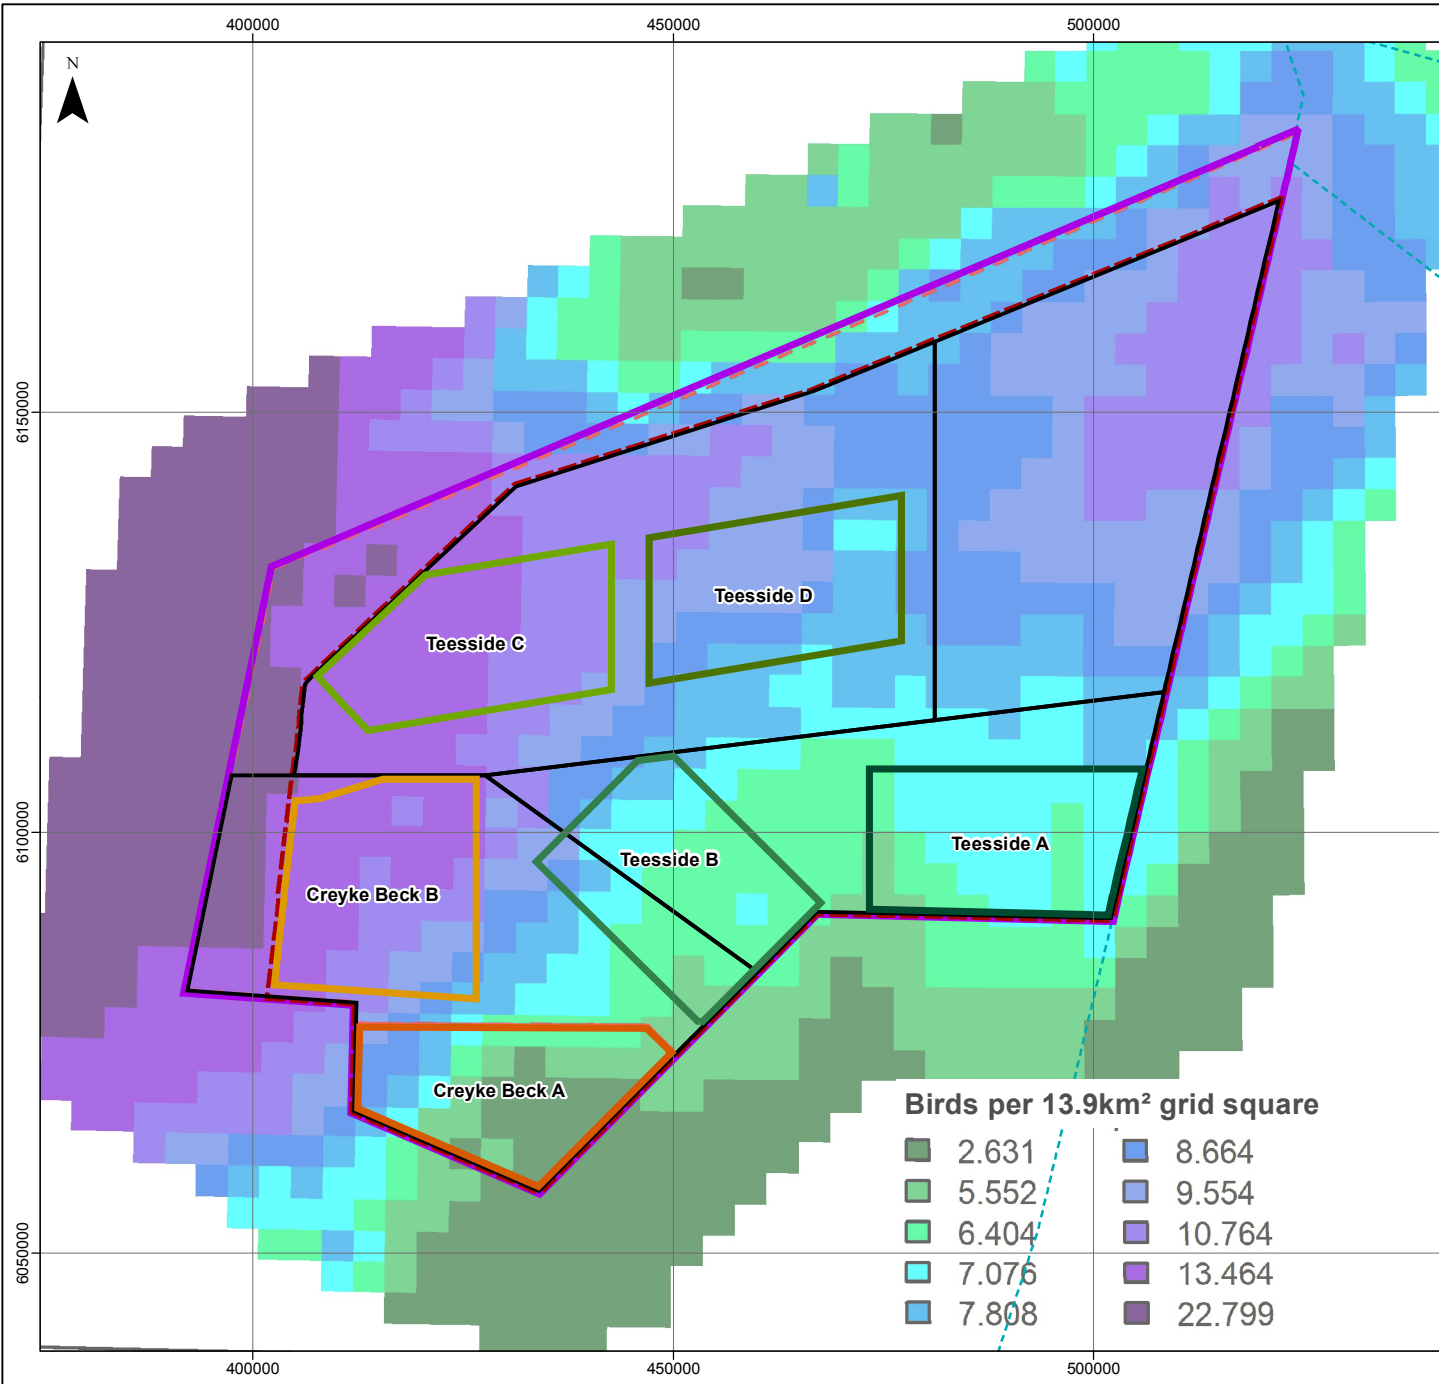 400000
450000
500000
N
6150000
6100000
6050000
Teesside D
Teesside C
Teesside A
Teesside B
Creyke Beck B
Creyke Beck A
Birds per 13.9km² grid square
2.631
5.552
6.404
7.076
7.808
8.664
9.554
10.764
13.464
22.799
400000
450000
500000